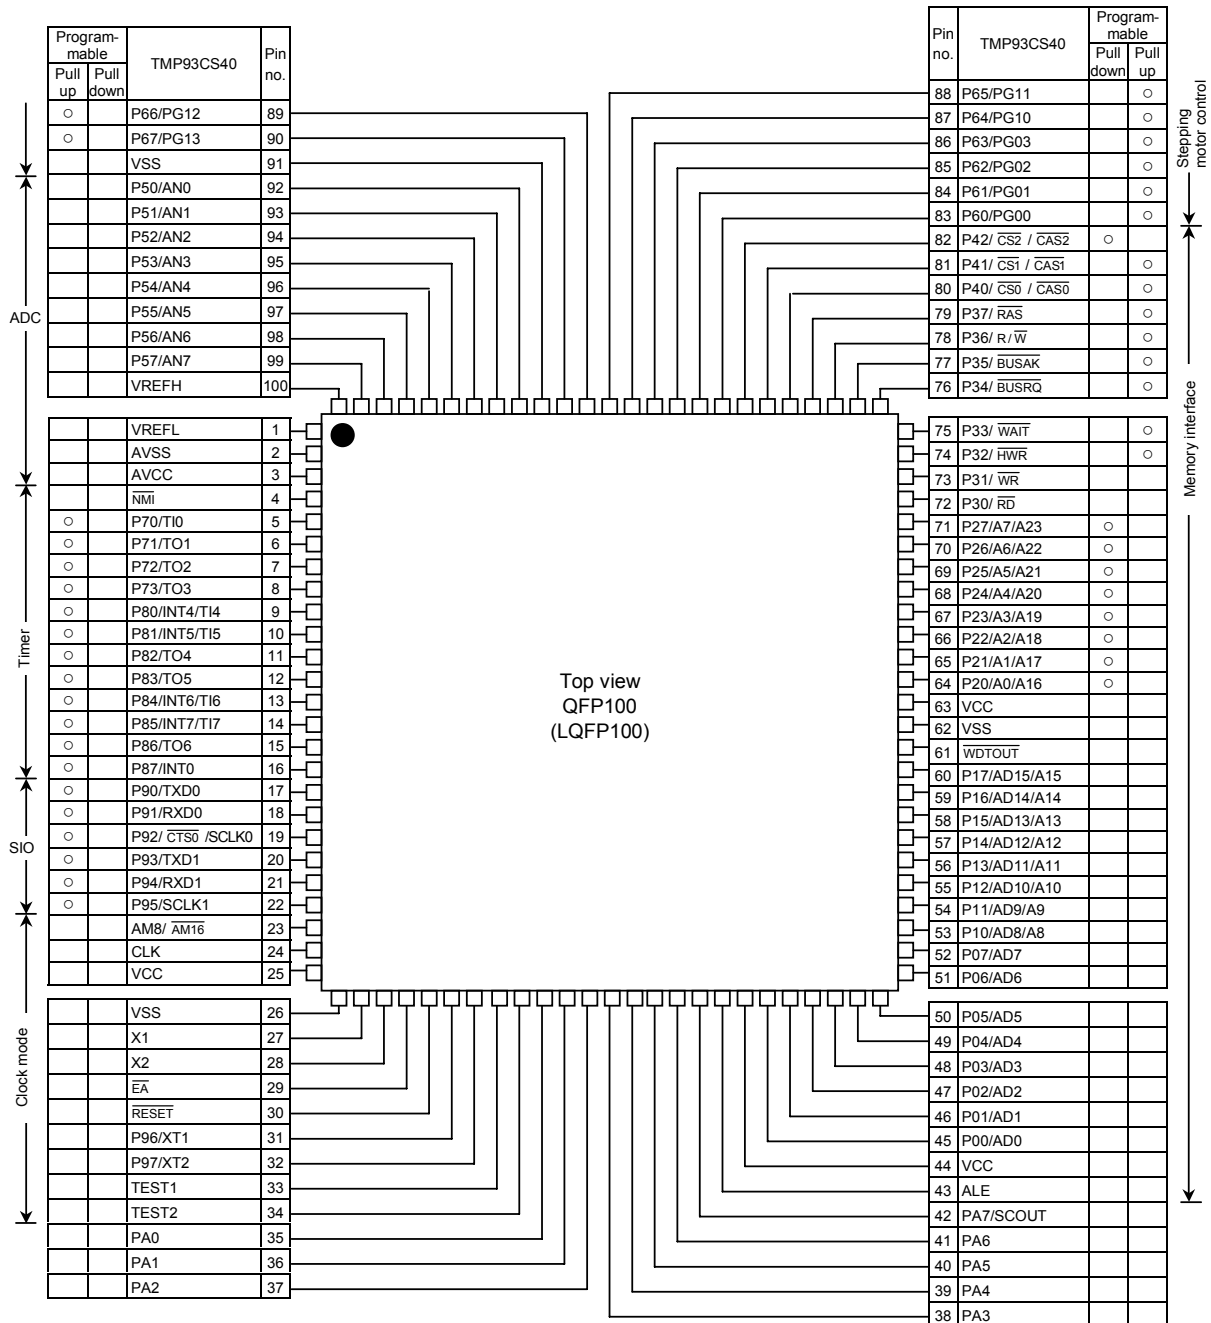 Program-
mable
TMP93CS40
Pin
no.
Pull
up
Pull
down
○ P66/PG12 89
○ P67/PG13 90
VSS 91
P50/AN0 92
P51/AN1 93
P52/AN2 94
P53/AN3 95
P54/AN4 96
P55/AN5 97
P56/AN6 98
P57/AN7 99
VREFH 100
VREFL 1
AVSS 2
AVCC 3
NMI 4
○ P70/TI0 5
○ P71/TO1 6
○ P72/TO2 7
○ P73/TO3 8
○ P80/INT4/TI4 9
○ P81/INT5/TI5 10
○ P82/TO4 11
○ P83/TO5 12
○ P84/INT6/TI6 13
○ P85/INT7/TI7 14
○ P86/TO6 15
○ P87/INT0 16
○ P90/TXD0 17
○ P91/RXD0 18
○ P92/ CTS0 /SCLK0 19
○ P93/TXD1 20
○ P94/RXD1 21
○ P95/SCLK1 22
AM8/ AM16 23
CLK 24
VCC 25
VSS 26
X1 27
X2 28
EA 29
RESET 30
P96/XT1 31
P97/XT2 32
TEST1 33
TEST2 34
PA0 35
PA1 36
PA2 37
ADC
Timer
SIO
Clock mode
Top view
QFP100
(LQFP100)
Pin
no.
TMP93CS40
Program-
mable
Pull
down
Pull
up
88 P65/PG11 ○
87 P64/PG10 ○
86 P63/PG03 ○
85 P62/PG02 ○
84 P61/PG01 ○
83 P60/PG00 ○
82 P42/ CS2 / CAS2 ○
81 P41/ CS1 / CAS1 ○
80 P40/ CS0 / CAS0 ○
79 P37/ RAS ○
78 P36/ R/W ○
77 P35/ BUSAK ○
76 P34/ BUSRQ ○
75 P33/ WAIT ○
74 P32/ HWR ○
73 P31/ WR
72 P30/ RD
71 P27/A7/A23 ○
70 P26/A6/A22 ○
69 P25/A5/A21 ○
68 P24/A4/A20 ○
67 P23/A3/A19 ○
66 P22/A2/A18 ○
65 P21/A1/A17 ○
64 P20/A0/A16 ○
63 VCC
62 VSS
61 WDTOUT
60 P17/AD15/A15
59 P16/AD14/A14
58 P15/AD13/A13
57 P14/AD12/A12
56 P13/AD11/A11
55 P12/AD10/A10
54 P11/AD9/A9
53 P10/AD8/A8
52 P07/AD7
51 P06/AD6
50 P05/AD5
49 P04/AD4
48 P03/AD3
47 P02/AD2
46 P01/AD1
45 P00/AD0
44 VCC
43 ALE
42 PA7/SCOUT
41 PA6
40 PA5
39 PA4
38 PA3
Stepping
motor control
Memory interface